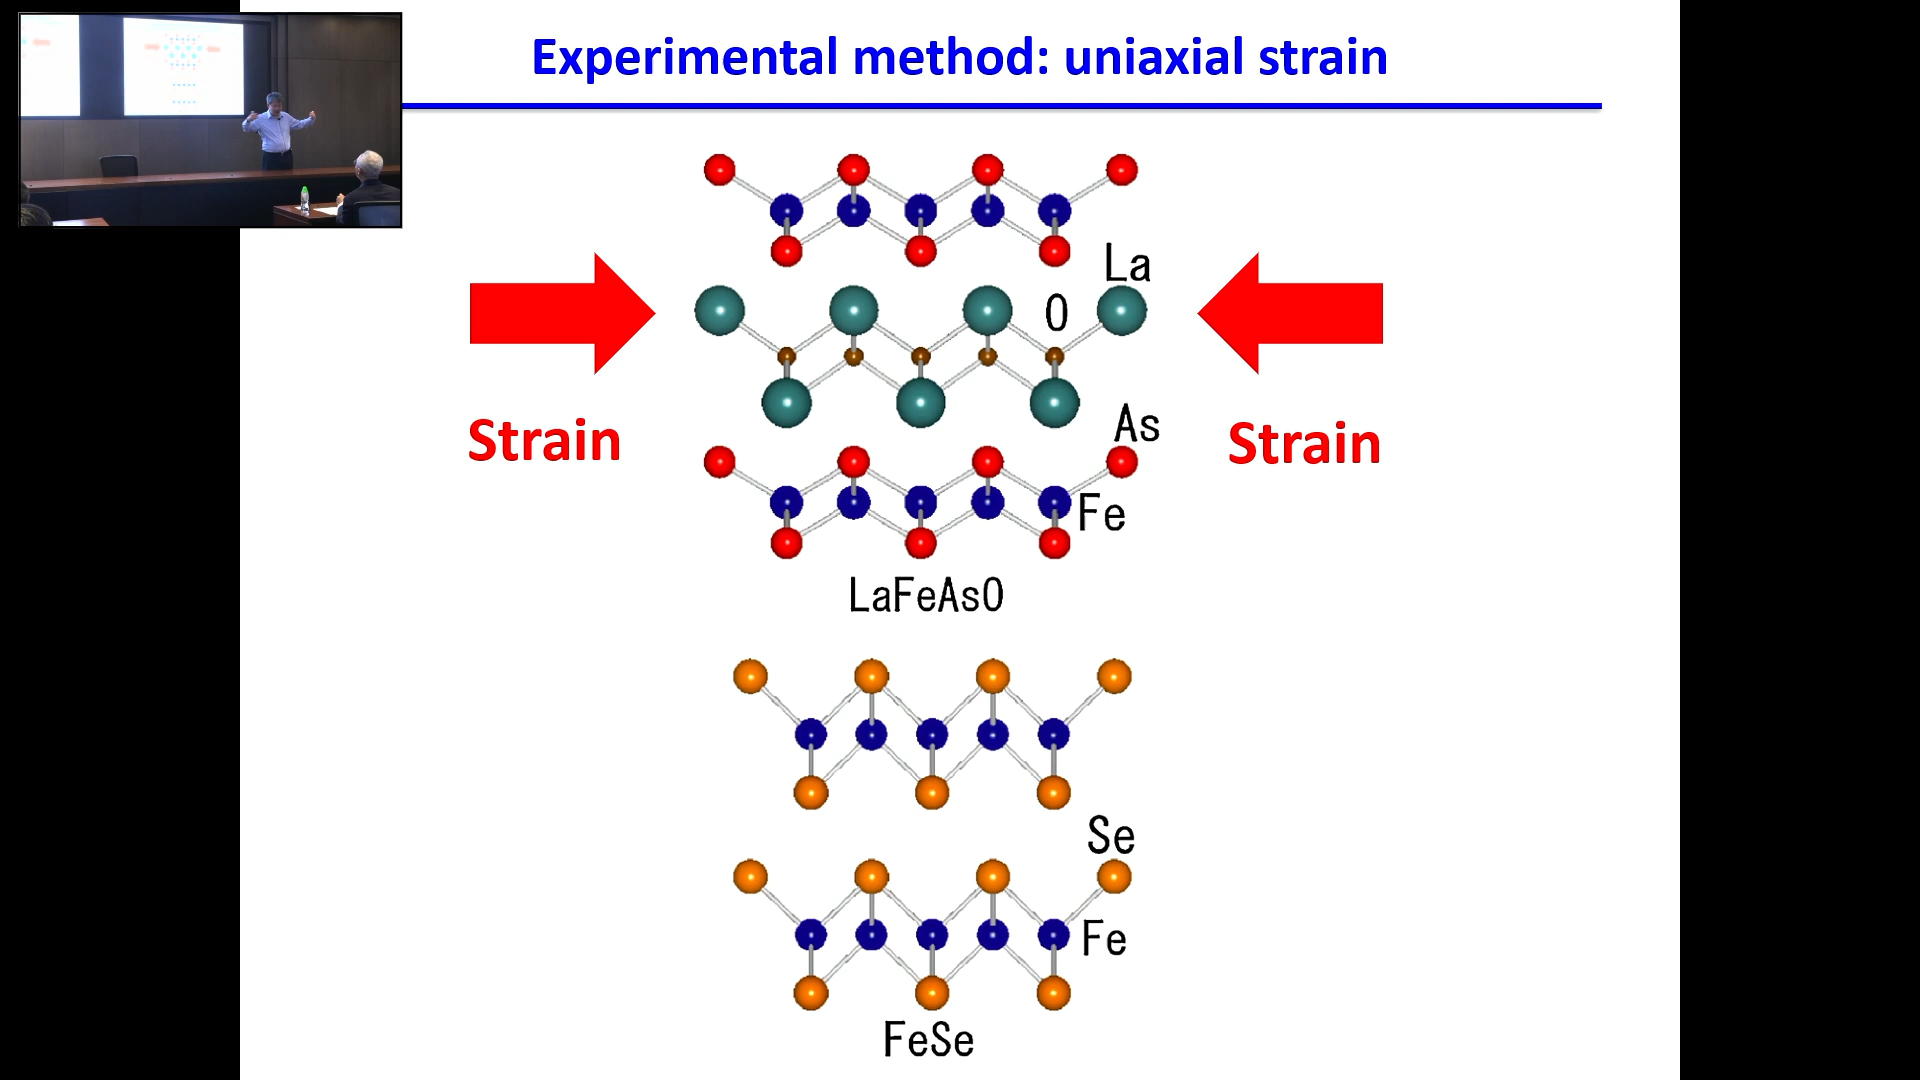 Experimental method: uniaxial strain
La
O
As
Strain
Strain
Fe
LaFeAsO
Se
Fe
FeSe